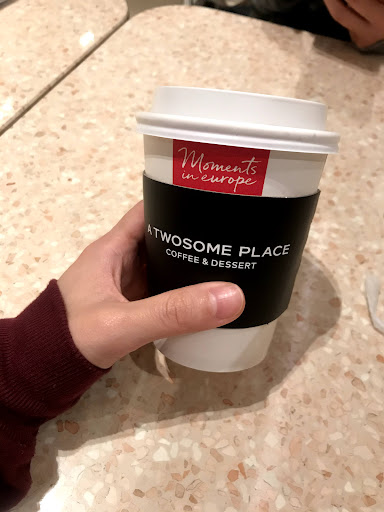 Moments
in europe
A TWOSOME PLACE
COFFEE & DESSERT